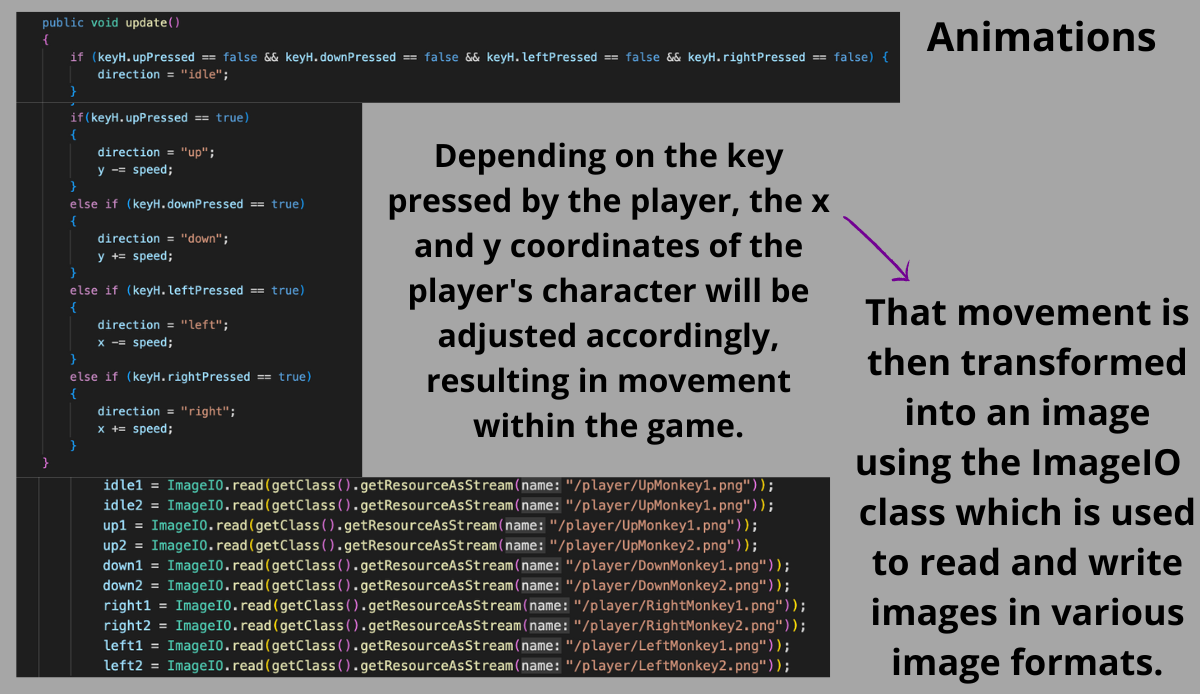 Animations
public void update()
{
if (keyH.upPressed == false && keyH.downPressed == false && keyH.leftPressed == false && keyH.rightPressed == false) {
direction = "idle";
}
}
if(keyH.upPressed == true)
{
direction = "up";
y -= speed;
}
else if (keyH.downPressed == true)
{
direction = "down";
y += speed;
}
else if (keyH.leftPressed == true)
{
direction = "left";
x -= speed;
}
else if (keyH.rightPressed == true)
{
direction = "right";
x += speed;
}
}
Depending on the key
pressed by the player, the x
and y coordinates of the
player's character will be
adjusted accordingly,
resulting in movement
within the game.
That movement is
then transformed
into an image
using the ImageIO
class which is used
to read and write
images in various
image formats.
idle1 = ImageIO.read(getClass().getResourceAsStream(name:"/player/UpMonkey1.png"));
idle2 = ImageIO.read(getClass().getResourceAsStream(name:"/player/UpMonkey1.png"));
up1 = ImageIO.read(getClass().getResourceAsStream(name:"/player/UpMonkey1.png"));
up2 = ImageIO.read(getClass().getResourceAsStream(name:"/player/UpMonkey2.png"));
down1 = ImageIO.read(getClass().getResourceAsStream(name:"/player/DownMonkey1.png"));
down2 = ImageIO.read(getClass().getResourceAsStream(name:"/player/DownMonkey2.png"));
right1 = ImageIO.read(getClass().getResourceAsStream(name:"/player/RightMonkey1.png"));
right2 = ImageIO.read(getClass().getResourceAsStream(name:"/player/RightMonkey2.png"));
left1 = ImageIO.read(getClass().getResourceAsStream(name:"/player/LeftMonkey1.png"));
left2 = ImageIO.read(getClass().getResourceAsStream(name:"/player/LeftMonkey2.png"));